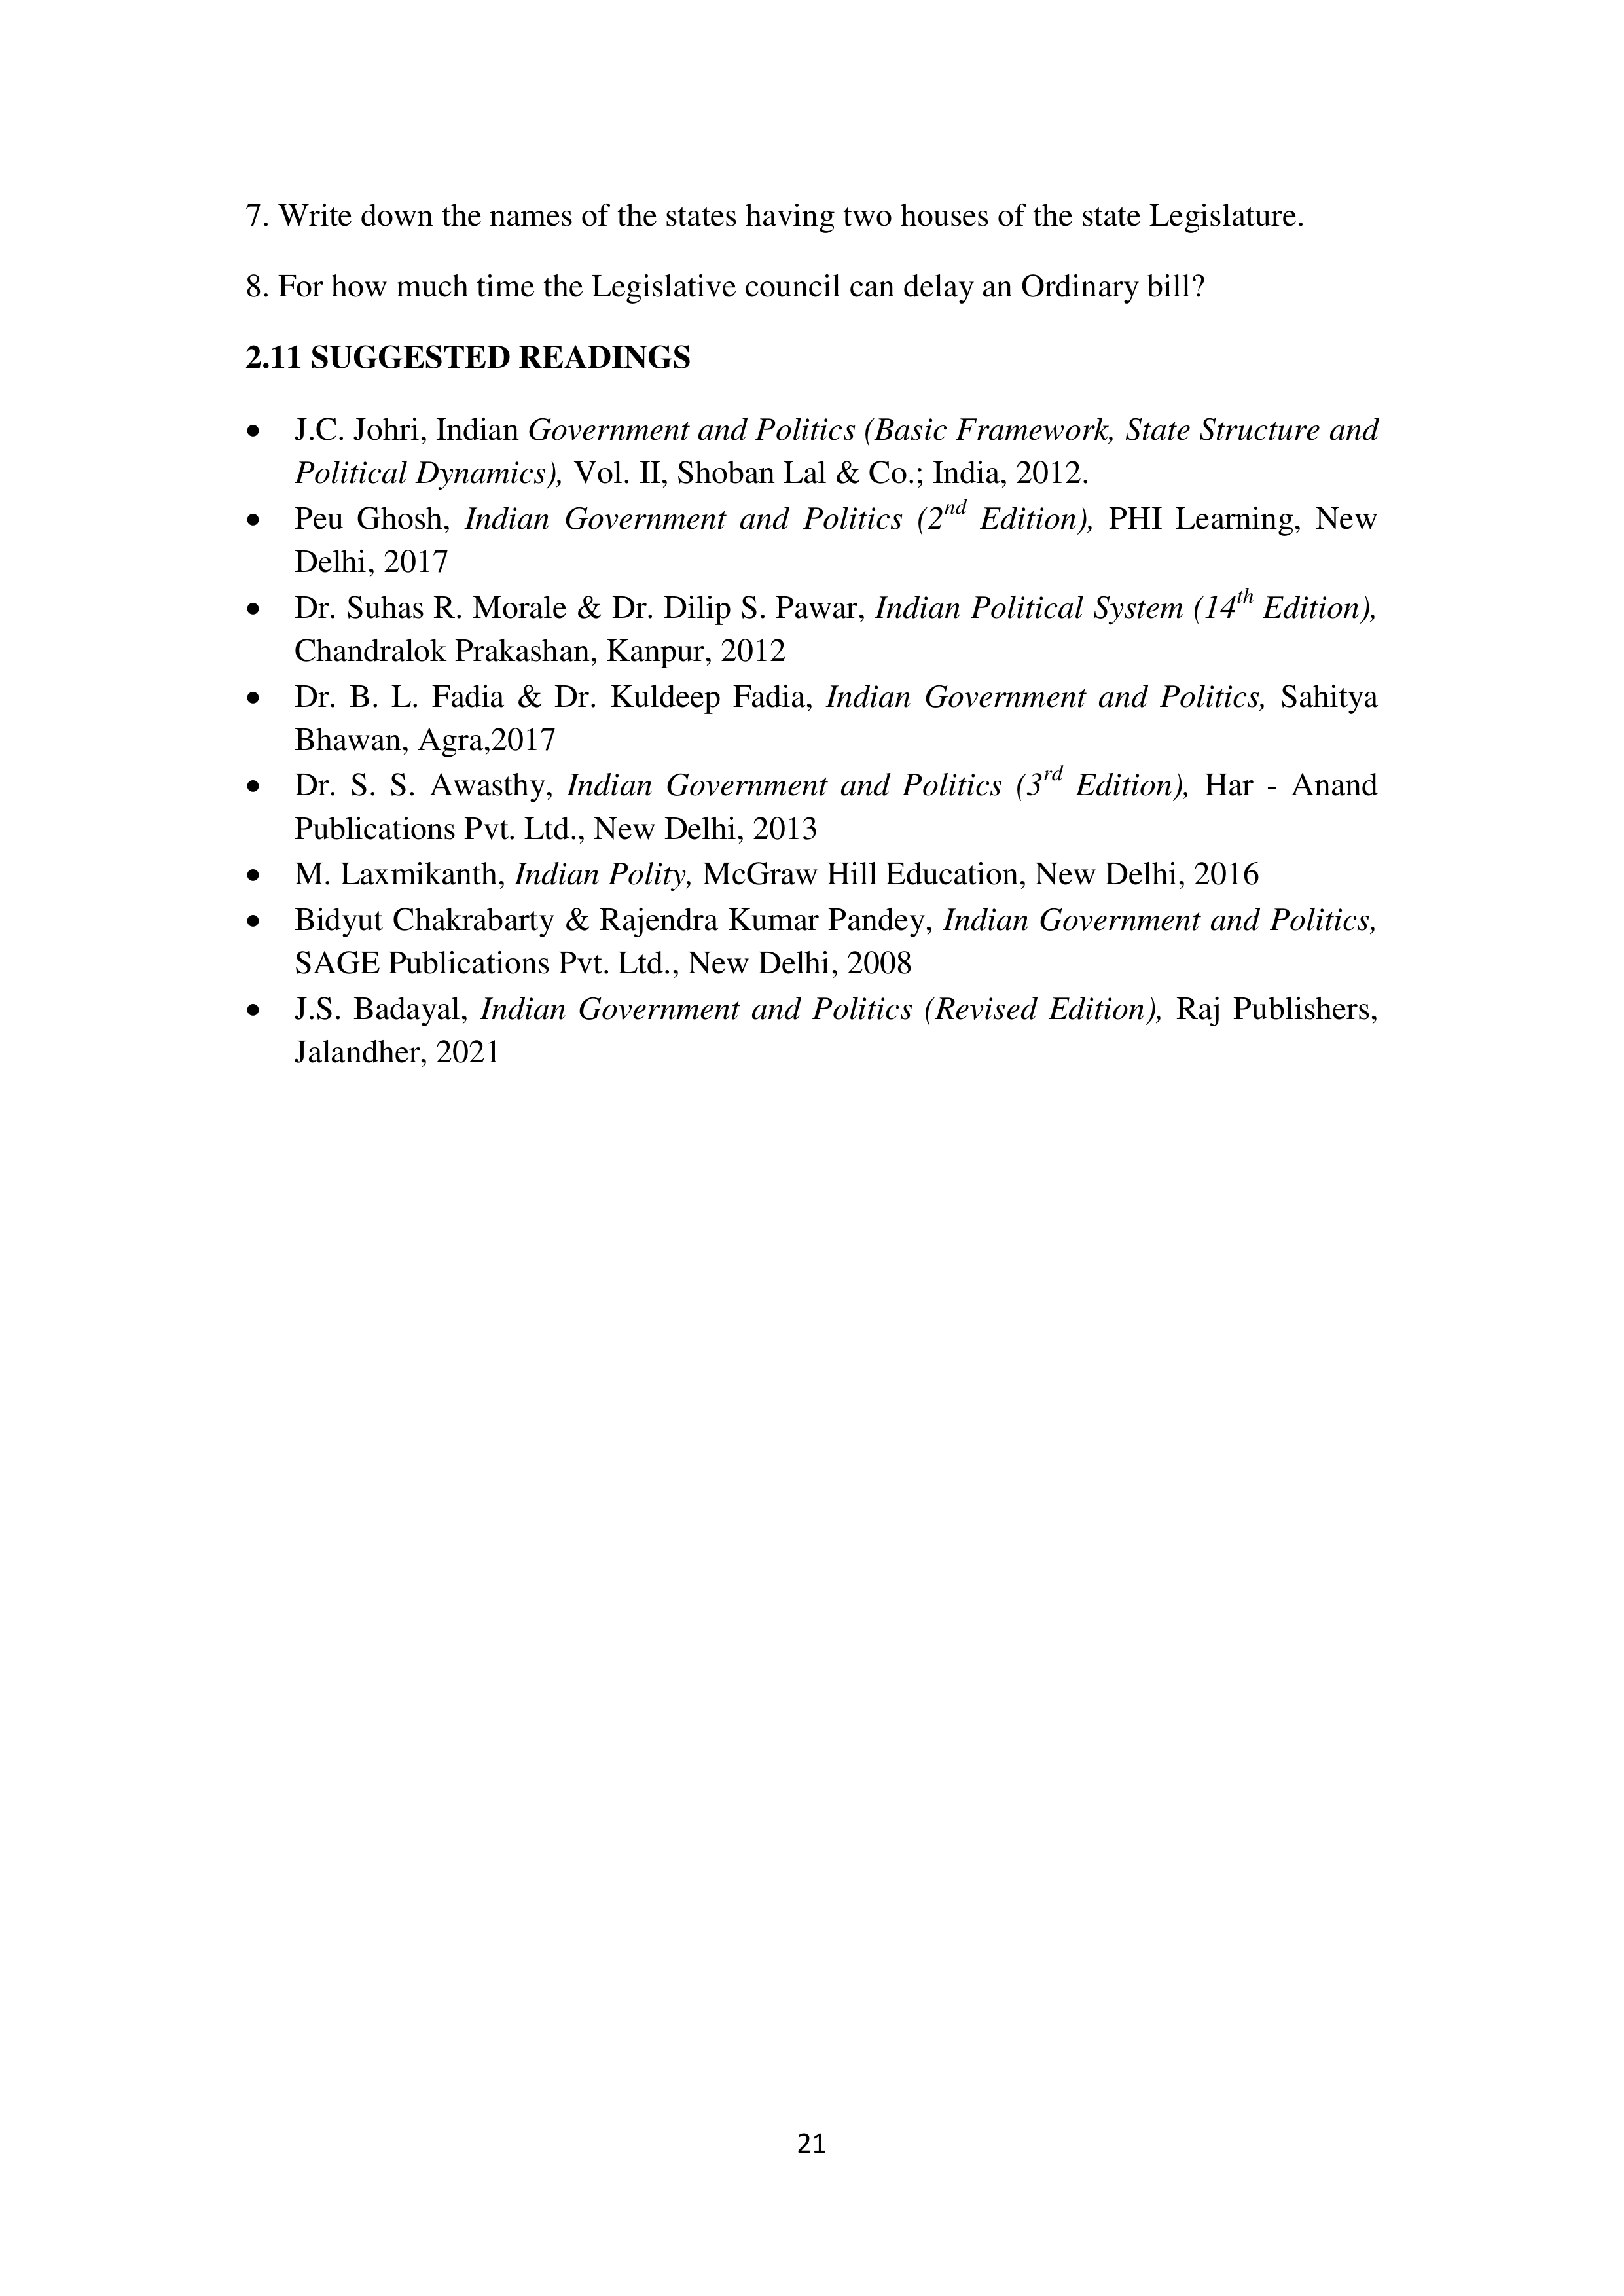 7. Write down the names of the states having two houses of the state Legislature.
8. For how much time the Legislative council can delay an Ordinary bill?
2.11 SUGGESTED READINGS
• J.C. Johri, Indian Government and Politics (Basic Framework, State Structure and
Political Dynamics), Vol. II, Shoban Lal & Co.; India, 2012.
• Peu Ghosh, Indian Government and Politics (2nd Edition), PHI Learning, New
Delhi, 2017
• Dr. Suhas R. Morale & Dr. Dilip S. Pawar, Indian Political System (14th Edition),
Chandralok Prakashan, Kanpur, 2012
• Dr. B. L. Fadia & Dr. Kuldeep Fadia, Indian Government and Politics, Sahitya
Bhawan, Agra,2017
• Dr. S. S. Awasthy, Indian Government and Politics (3rd Edition), Har - Anand
Publications Pvt. Ltd., New Delhi, 2013
• M. Laxmikanth, Indian Polity, McGraw Hill Education, New Delhi, 2016
• Bidyut Chakrabarty & Rajendra Kumar Pandey, Indian Government and Politics,
SAGE Publications Pvt. Ltd., New Delhi, 2008
• J.S. Badayal, Indian Government and Politics (Revised Edition), Raj Publishers,
Jalandher, 2021
21